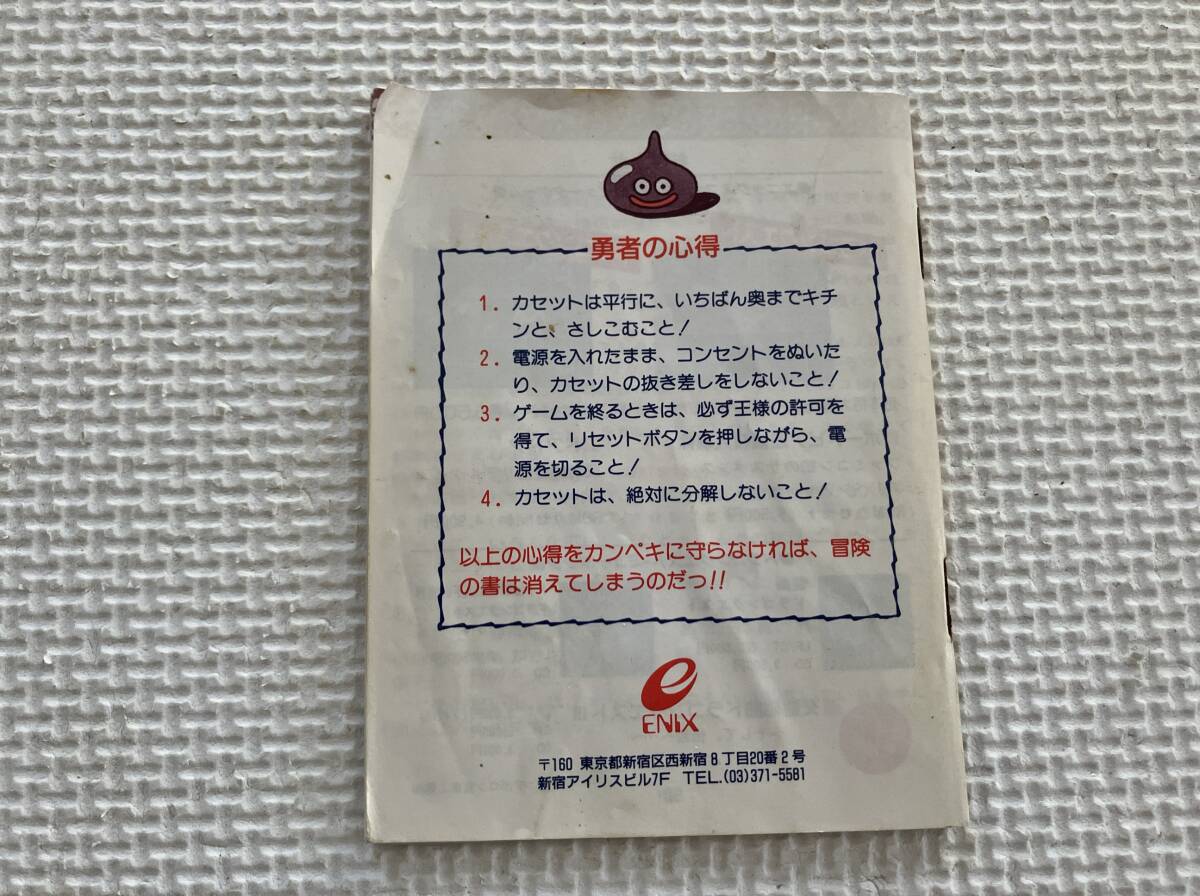 勇者の心得
1. カセットは平行に、いちばん奥までキチ
ンと、さしこむこと!
2. 電源を入れたまま、コンセントをぬいた
り、カセットの抜き差しをしないこと!
3. ゲームを終るときは、必ず王様の許可を
得て、リセットボタンを押しながら、電
源を切ること!
4. カセットは、絶対に分解しないこと!
以上の心得をカンペキに守らなければ、冒険
の書は消えてしまうのだっ!!
ENIX
〒160 東京都新宿区西新宿8丁目20番2号
新宿アイリスビル7F TEL.(03)371-5581